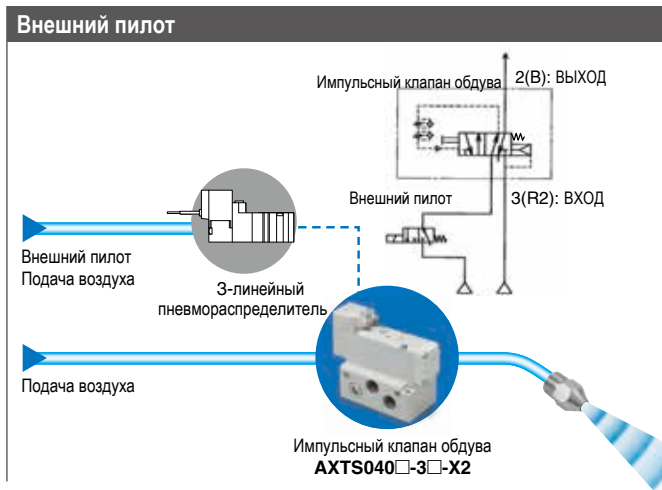 Внешний пилот
Импульсный клапан обдува
2(B): ВЫХОД
Внешний пилот
3(R2): ВХОД
Внешний пилот
Подача воздуха
3-линейный
пневмораспределитель
Подача воздуха
Импульсный клапан обдува
AXTS040□-3□-X2